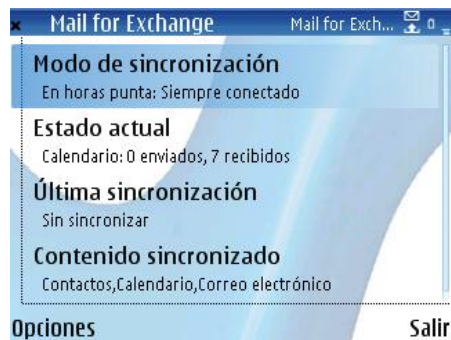 Mail for Exchange Mail for Exch...
Modo de sincronización
En horas punta: Siempre conectado
Estado actual
Calendario: 0 enviados, 7 recibidos
Última sincronización
Sin sincronizar
Contenido sincronizado
Contactos,Calendario,Correo electrónico
Opciones Salir